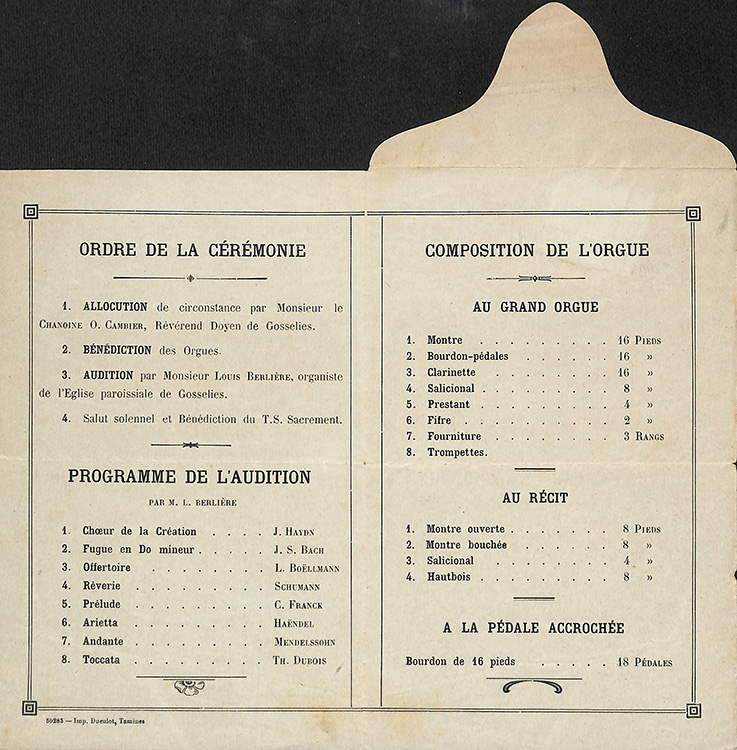 ORDRE DE LA CÉRÉMONIE
1. ALLOCUTION de circonstance par Monsieur le
CHANOINE O. CAMBIER, Révérend Doyen de Gosselies.
2. BÉNÉDICTION des Orgues.
3. AUDITION par Monsieur LOUIS BERLIÈRE, organiste
de l'Eglise paroissiale de Gosselies.
4. Salut solennel et Bénédiction du T.S. Sacrement.
PROGRAMME DE L'AUDITION
PAR M. L. BERLIÈRE
1. Chœur de la Création . . . . J. HAYDN
2. Fugue en Do mineur . . . . . J. S. BACH
3. Offertoire . . . . . . . . L. BOËLLMANN
4. Rêverie . . . . . . . . SCHUMANN
5. Prélude . . . . . . . . C. FRANCK
6. Arietta . . . . . . . . HAËNDEL
7. Andante . . . . . . . . MENDELSSOHN
8. Toccata . . . . . . . . TH. DUBOIS
50285 — Imp. Duculot, Tamines
COMPOSITION DE L'ORGUE
AU GRAND ORGUE
1. Montre . . . . . . . . 16 PIEDS
2. Bourdon-pédales . . . . . . 16 »
3. Clarinette . . . . . . . 16 »
4. Salicional . . . . . . . 8 »
5. Prestant . . . . . . . . 4 »
6. Fifre . . . . . . . . 2 »
7. Fourniture . . . . . . . 3 RANGS
8. Trompettes.
AU RÉCIT
1. Montre ouverte . . . . . . 8 PIEDS
2. Montre bouchée . . . . . . 8 »
3. Salicional . . . . . . . 4 »
4. Hautbois . . . . . . . . 8 »
A LA PÉDALE ACCROCHÉE
Bourdon de 16 pieds . . . . . 18 PÉDALES